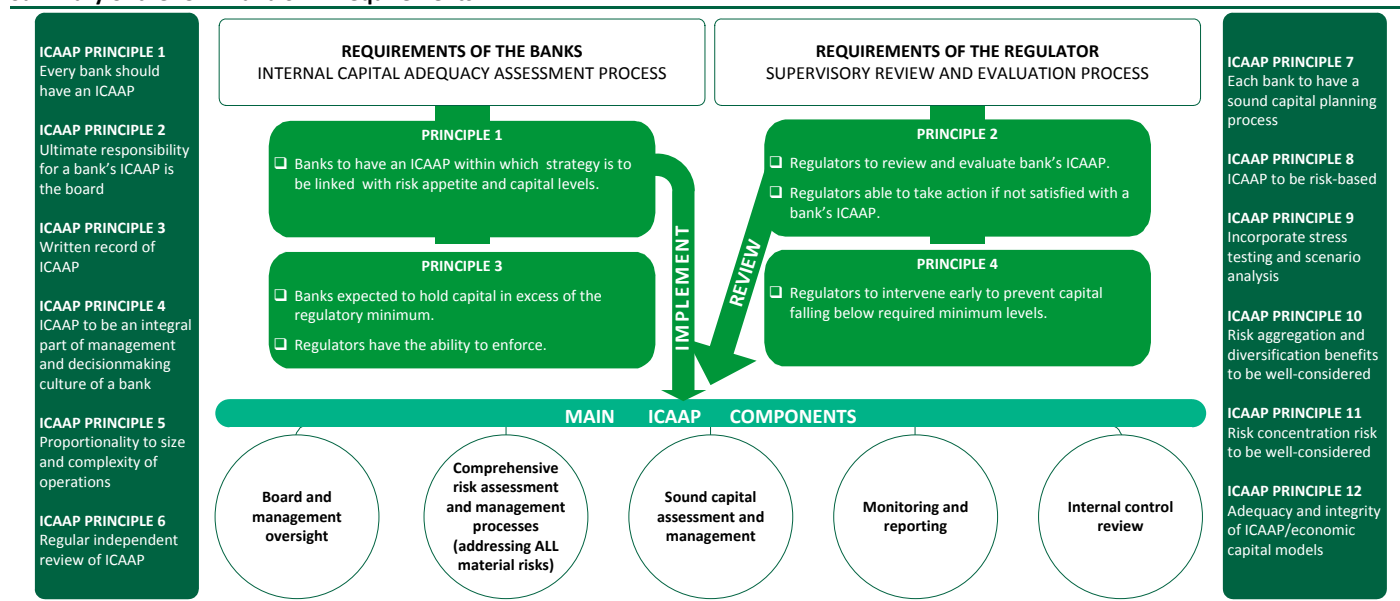 ICAAP PRINCIPLE 1
Every bank should
have an ICAAP
ICAAP PRINCIPLE 2
Ultimate responsibility
for a bank's ICAAP is
the board
ICAAP PRINCIPLE 3
Written record of
ICAAP
ICAAP PRINCIPLE 4
ICAAP to be an integral
part of management
and decisionmaking
culture of a bank
ICAAP PRINCIPLE 5
Proportionality to size
and complexity of
operations
ICAAP PRINCIPLE 6
Regular independent
review of ICAAP
REQUIREMENTS OF THE BANKS
INTERNAL CAPITAL ADEQUACY ASSESSMENT PROCESS
PRINCIPLE 1
Banks to have an ICAAP within which strategy is to
be linked with risk appetite and capital levels.
PRINCIPLE 3
Banks expected to hold capital in excess of the
regulatory minimum.
Regulators have the ability to enforce.
IMPLEMENT
REQUIREMENTS OF THE REGULATOR
SUPERVISORY REVIEW AND EVALUATION PROCESS
PRINCIPLE 2
Regulators to review and evaluate bank's ICAAP.
Regulators able to take action if not satisfied with a
bank's ICAAP.
REVIEW
PRINCIPLE 4
Regulators to intervene early to prevent capital
falling below required minimum levels.
MAIN ICAAP COMPONENTS
Board and
management
oversight
Comprehensive
risk assessment
and management
processes
(addressing ALL
material risks)
Sound capital
assessment and
management
Monitoring and
reporting
Internal control
review
ICAAP PRINCIPLE 7
Each bank to have a
sound capital planning
process
ICAAP PRINCIPLE 8
ICAAP to be risk-based
ICAAP PRINCIPLE 9
Incorporate stress
testing and scenario
analysis
ICAAP PRINCIPLE 10
Risk aggregation and
diversification benefits
to be well-considered
ICAAP PRINCIPLE 11
Risk concentration risk
to be well-considered
ICAAP PRINCIPLE 12
Adequacy and integrity
of ICAAP/economic
capital models